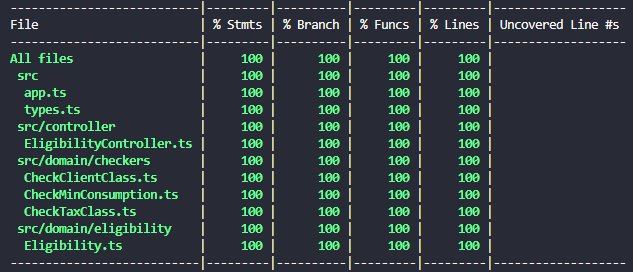 ---------------------------|---------|----------|---------|---------|-------------------
File                       | % Stmts | % Branch | % Funcs | % Lines | Uncovered Line #s
---------------------------|---------|----------|---------|---------|-------------------
All files                  |     100 |      100 |     100 |     100 |
 src                       |     100 |      100 |     100 |     100 |
  app.ts                   |     100 |      100 |     100 |     100 |
  types.ts                 |     100 |      100 |     100 |     100 |
 src/controller            |     100 |      100 |     100 |     100 |
  EligibilityController.ts |     100 |      100 |     100 |     100 |
 src/domain/checkers       |     100 |      100 |     100 |     100 |
  CheckClientClass.ts      |     100 |      100 |     100 |     100 |
  CheckMinConsumption.ts   |     100 |      100 |     100 |     100 |
  CheckTaxClass.ts         |     100 |      100 |     100 |     100 |
 src/domain/eligibility    |     100 |      100 |     100 |     100 |
  Eligibility.ts           |     100 |      100 |     100 |     100 |
---------------------------|---------|----------|---------|---------|-------------------